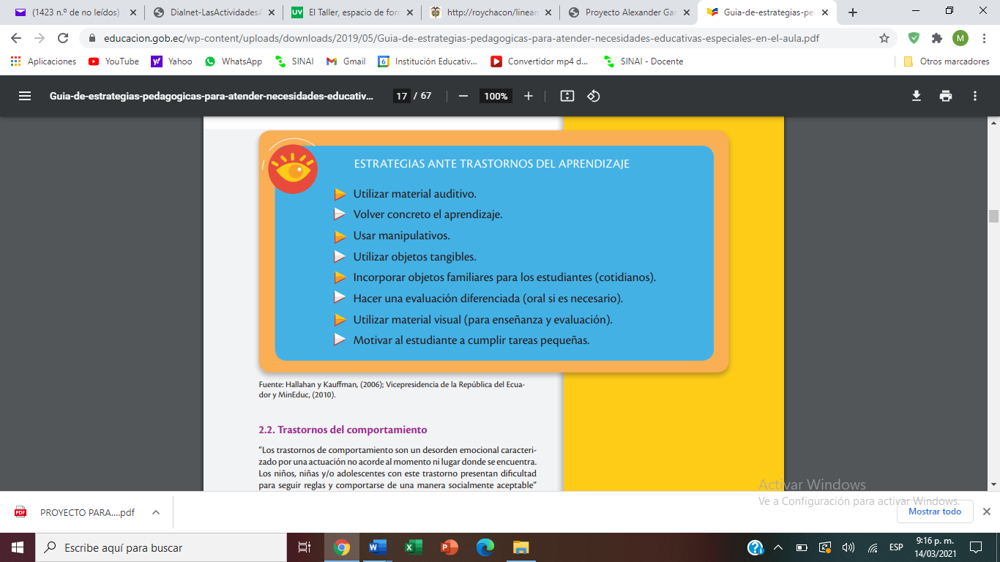 (1423 n.º de no leídos)
Dialnet-LasActividades
El Taller, espacio de for
http://roychacon/linean
Proyecto Alexander Gar
Guia-de-estrategias-pe
educacion.gob.ec/wp-content/uploads/downloads/2019/05/Guia-de-estrategias-pedagogicas-para-atender-necesidades-educativas-especiales-en-el-aula.pdf
M
Aplicaciones
YouTube
Yahoo
WhatsApp
SINAI
Gmail
Institución Educativ...
Convertidor mp4 d...
SINAI - Docente
Otros marcadores
Guia-de-estrategias-pedagogicas-para-atender-necesidades-educativ...
17 / 67
100%
ESTRATEGIAS ANTE TRASTORNOS DEL APRENDIZAJE
Utilizar material auditivo.
Volver concreto el aprendizaje.
Usar manipulativos.
Utilizar objetos tangibles.
Incorporar objetos familiares para los estudiantes (cotidianos).
Hacer una evaluación diferenciada (oral si es necesario).
Utilizar material visual (para enseñanza y evaluación).
Motivar al estudiante a cumplir tareas pequeñas.
Fuente: Hallahan y Kauffman, (2006); Vicepresidencia de la República del Ecua-
dor y MinEduc, (2010).
2.2. Trastornos del comportamiento
“Los trastornos de comportamiento son un desorden emocional caracteri-
zado por una actuación no acorde al momento ni lugar donde se encuentra.
Los niños, niñas y/o adolescentes con este trastorno presentan dificultad
para seguir reglas y comportarse de una manera socialmente aceptable”
Activar Windows
Ve a Configuración para activar Windows.
PROYECTO PARA....pdf
Mostrar todo
Escribe aquí para buscar
ESP
9:16 p. m.
14/03/2021